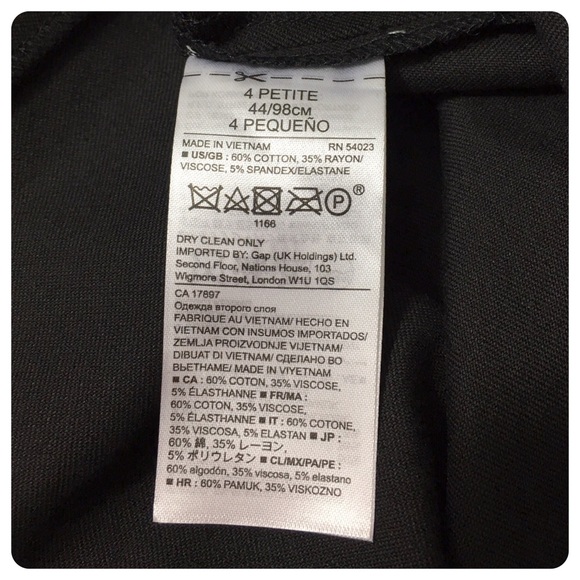 4 PETITE
44/98CM
4 PEQUEÑO
MADE IN VIETNAM RN 54023
■ US/GB : 60% COTTON, 35% RAYON/
VISCOSE, 5% SPANDEX/ELASTANE
P ®
1166
DRY CLEAN ONLY
IMPORTED BY: Gap (UK Holdings) Ltd.
Second Floor, Nations House, 103
Wigmore Street, London W1U 1QS
CA 17897
Одежда второго слоя
FABRIQUE AU VIETNAM/ HECHO EN
VIETNAM CON INSUMOS IMPORTADOS/
ZEMLJA PROIZVODNJE VIJETNAM/
DIBUAT DI VIETNAM/ СДЕЛАНО ВО
ВЬЕТНАМЕ/ MADE IN VIYETNAM
■ CA : 60% COTON, 35% VISCOSE,
5% ÉLASTHANNE ■ FR/MA :
60% COTON, 35% VISCOSE,
5% ÉLASTHANNE ■ IT : 60% COTONE,
35% VISCOSA, 5% ELASTAN ■ JP :
60% 綿, 35% レーヨン,
5% ポリウレタン ■ CL/MX/PA/PE :
60% algodón, 35% viscosa, 5% elastano
■ HR : 60% PAMUK, 35% VISKOZNO